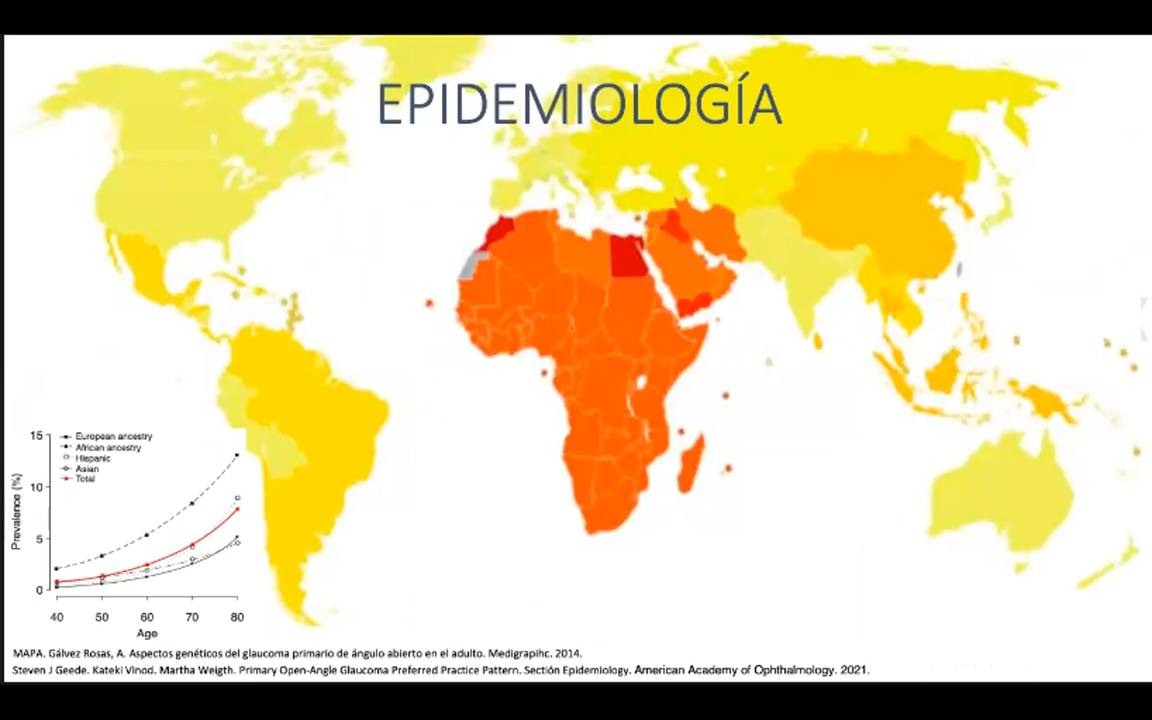 EPIDEMIOLOGÍA
15
10
5
0
Prevalence (%)
European ancestry
African ancestry
Hispanic
Asian
Total
40 50 60 70 80
Age
MAPA. Gálvez Rosas, A. Aspectos genéticos del glaucoma primario de ángulo abierto en el adulto. Medigrapihc. 2014.
Steven J Geede. Kateki Vinod. Martha Weigth. Primary Open-Angle Glaucoma Preferred Practice Pattern. Sectión Epidemiology. American Academy of Ophthalmology. 2021.